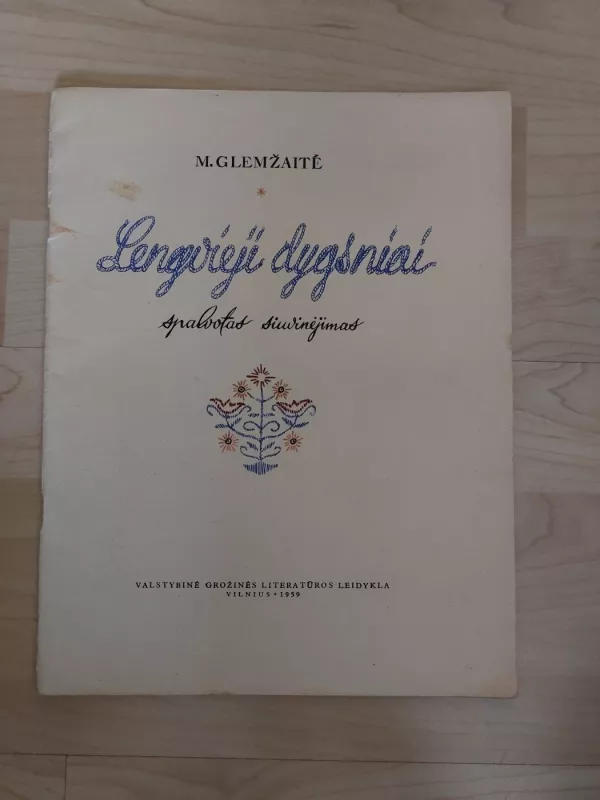 M. GLEMŽAITĖ
Lengvieji dygsniai
spalvotas siuvinėjimas
VALSTYBINĖ GROŽINĖS LITERATŪROS LEIDYKLA
VILNIUS • 1959